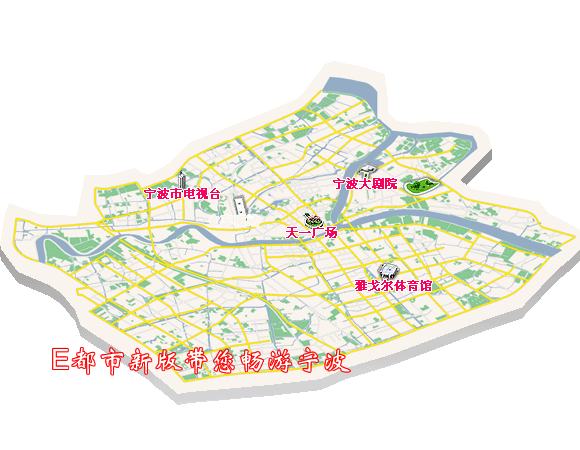 宁波大剧院
宁波市电视台
天一广场
雅戈尔体育馆
E都市新版带您畅游宁波